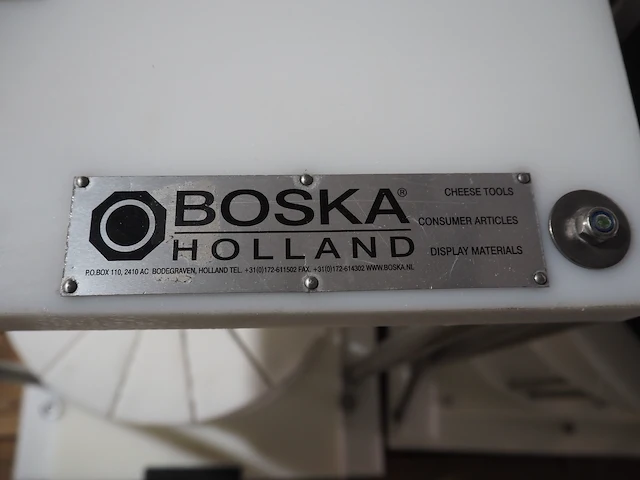 BOSKA®
HOLLAND
P.O.BOX 110, 2410 AC BODEGRAVEN, HOLLAND TEL. +31(0)172-611502 FAX. +31(0)172-614302 WWW.BOSKA.NL
CHEESE TOOLS
CONSUMER ARTICLES
DISPLAY MATERIALS